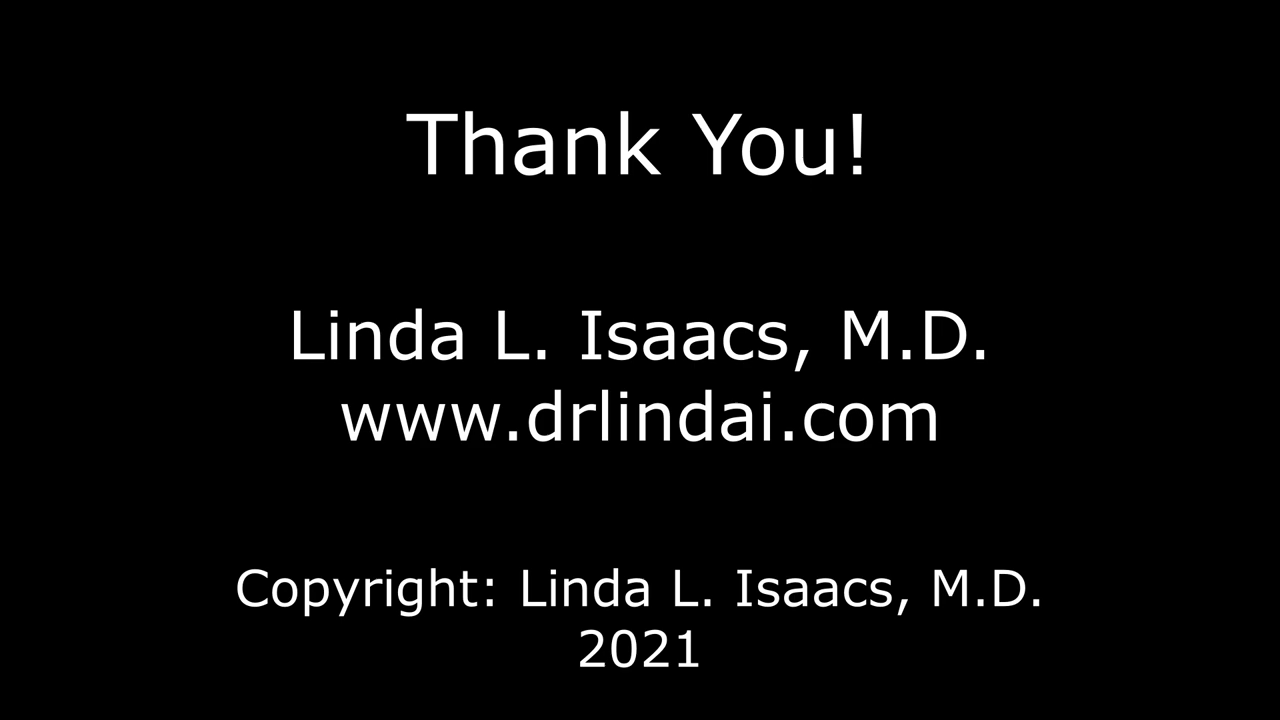 Thank You!
Linda L. Isaacs, M.D.
www.drlindai.com
Copyright: Linda L. Isaacs, M.D.
2021